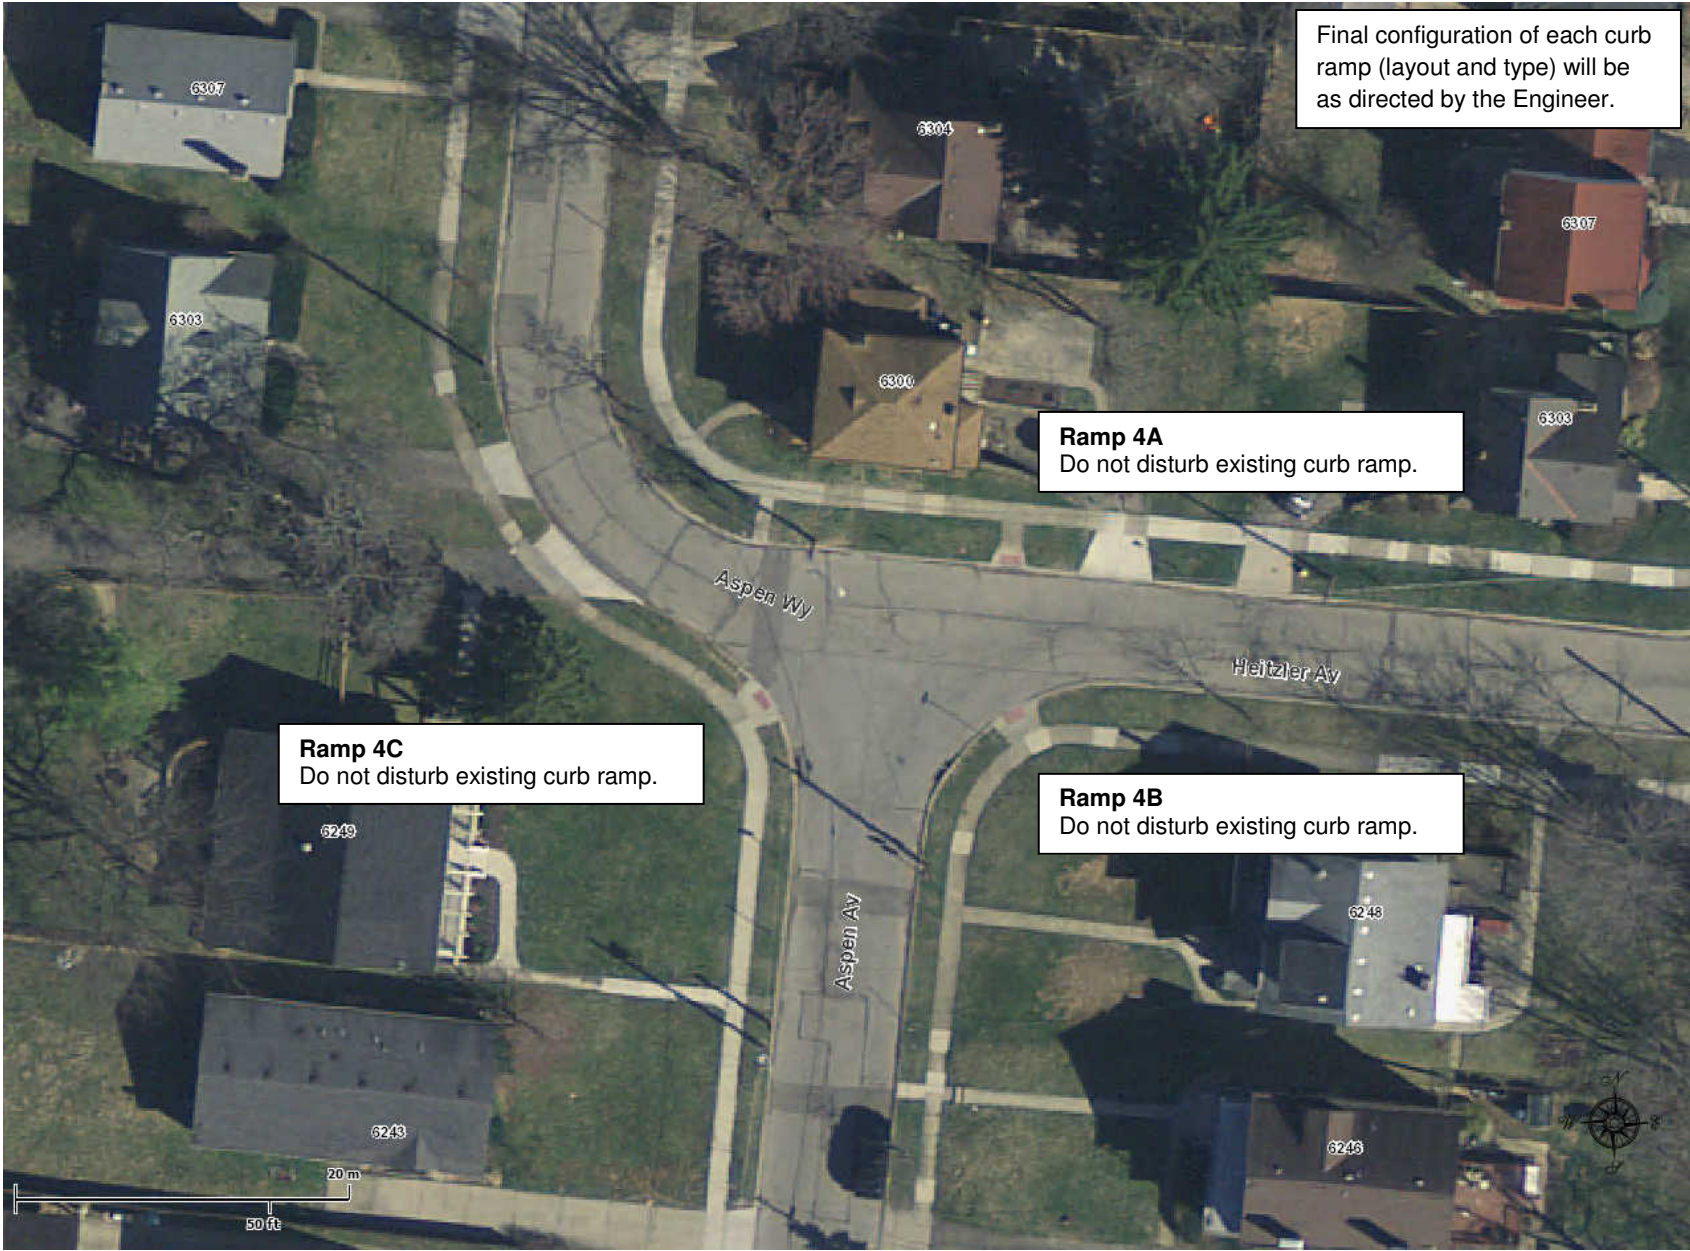 Final configuration of each curb
ramp (layout and type) will be
as directed by the Engineer.
6307
6304
6307
6303
6300
6303
Ramp 4A
Do not disturb existing curb ramp.
Aspen Wy
Heitzler Av
Ramp 4C
Do not disturb existing curb ramp.
Ramp 4B
Do not disturb existing curb ramp.
6249
6248
Aspen Av
6243
6246
N
W
S
20 m
50 ft